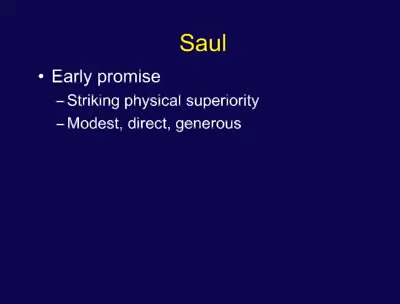 Saul
• Early promise
–Striking physical superiority
–Modest, direct, generous